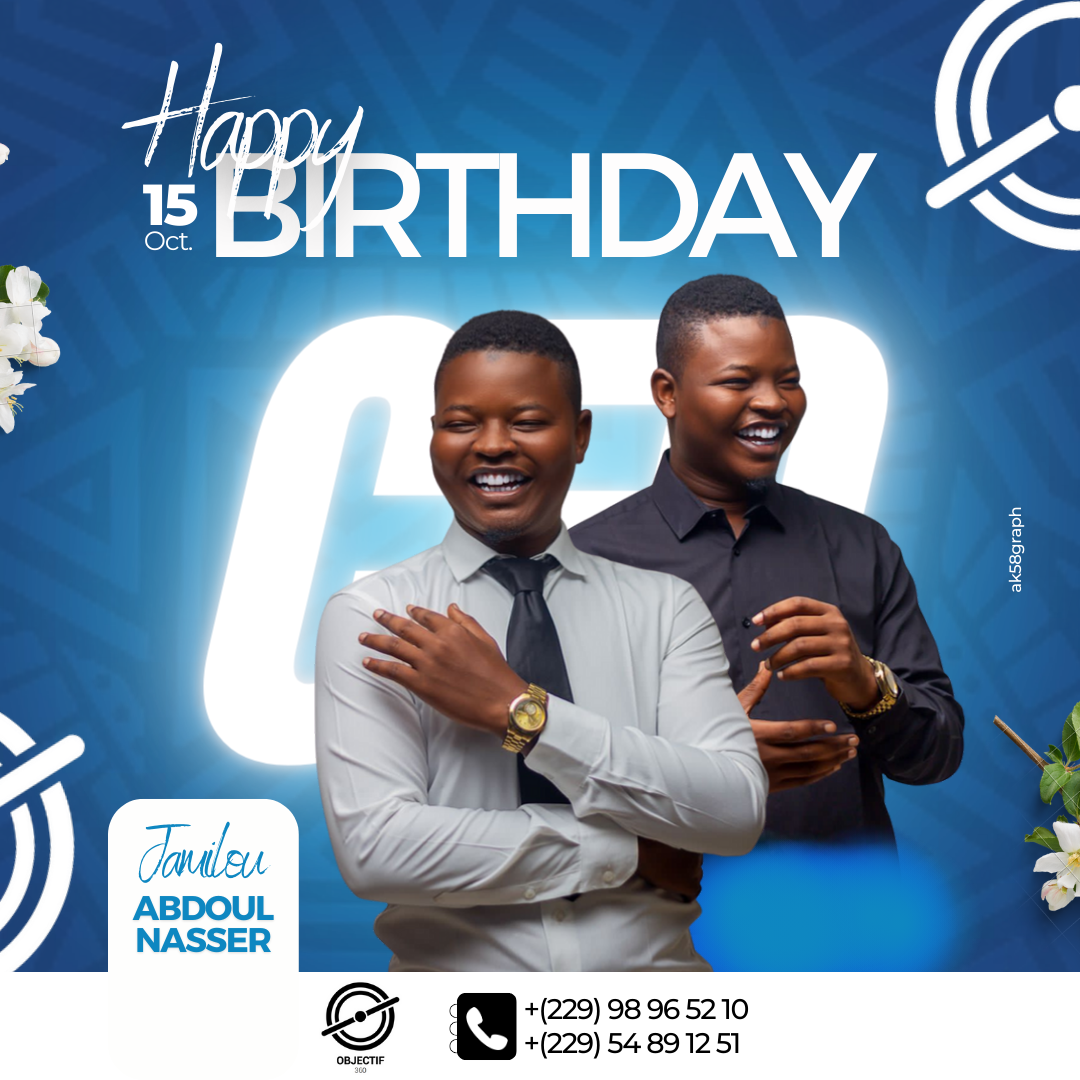 Happy
BIRTHDAY
15
Oct.
ak58graph
Jamilou
ABDOUL
NASSER
OBJECTIF
360
+(229) 98 96 52 10
+(229) 54 89 12 51